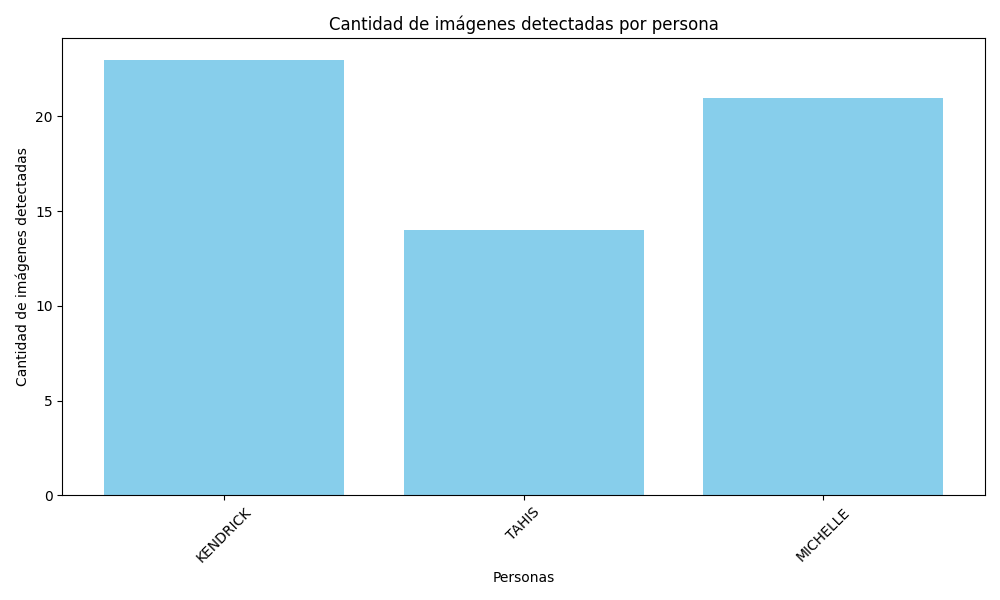 Cantidad de imágenes detectadas por persona
Cantidad de imágenes detectadas
20
15
10
5
0
KENDRICK
TAHIS
MICHELLE
Personas